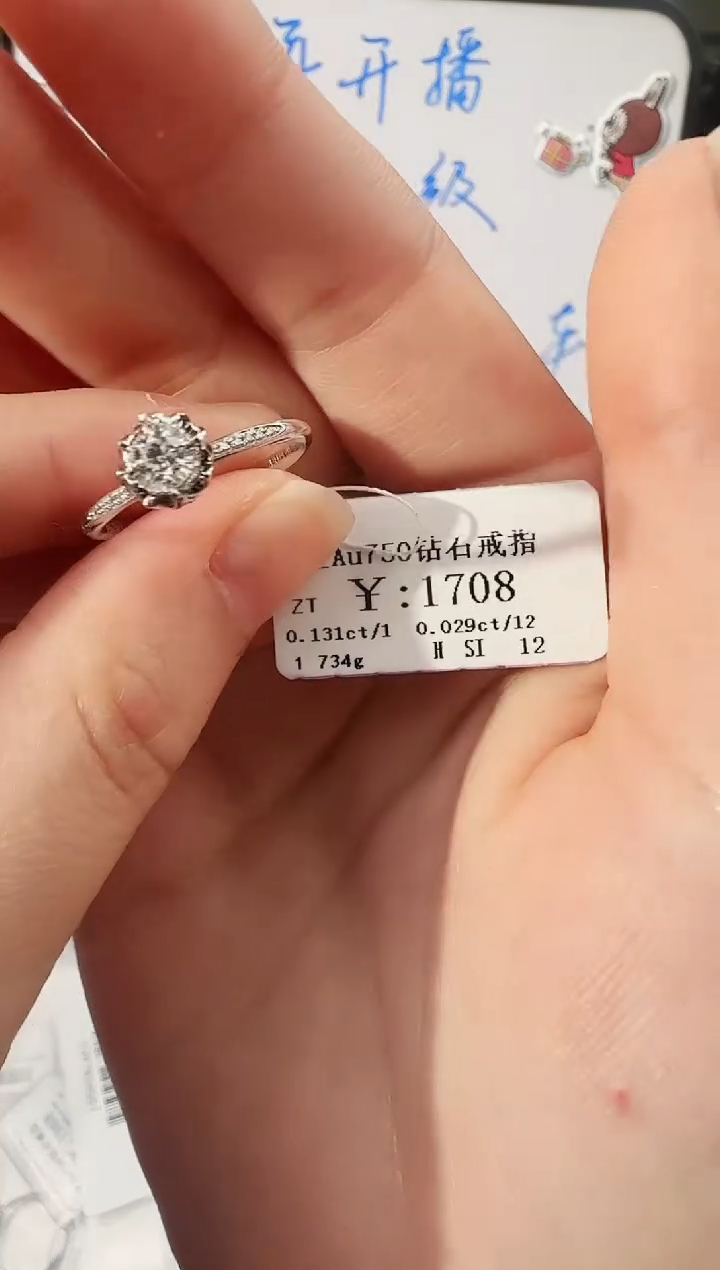 开播
级
Au750钻石戒指
ZT ¥:1708
0.131ct/1 0.029ct/12
1 734g H SI 12